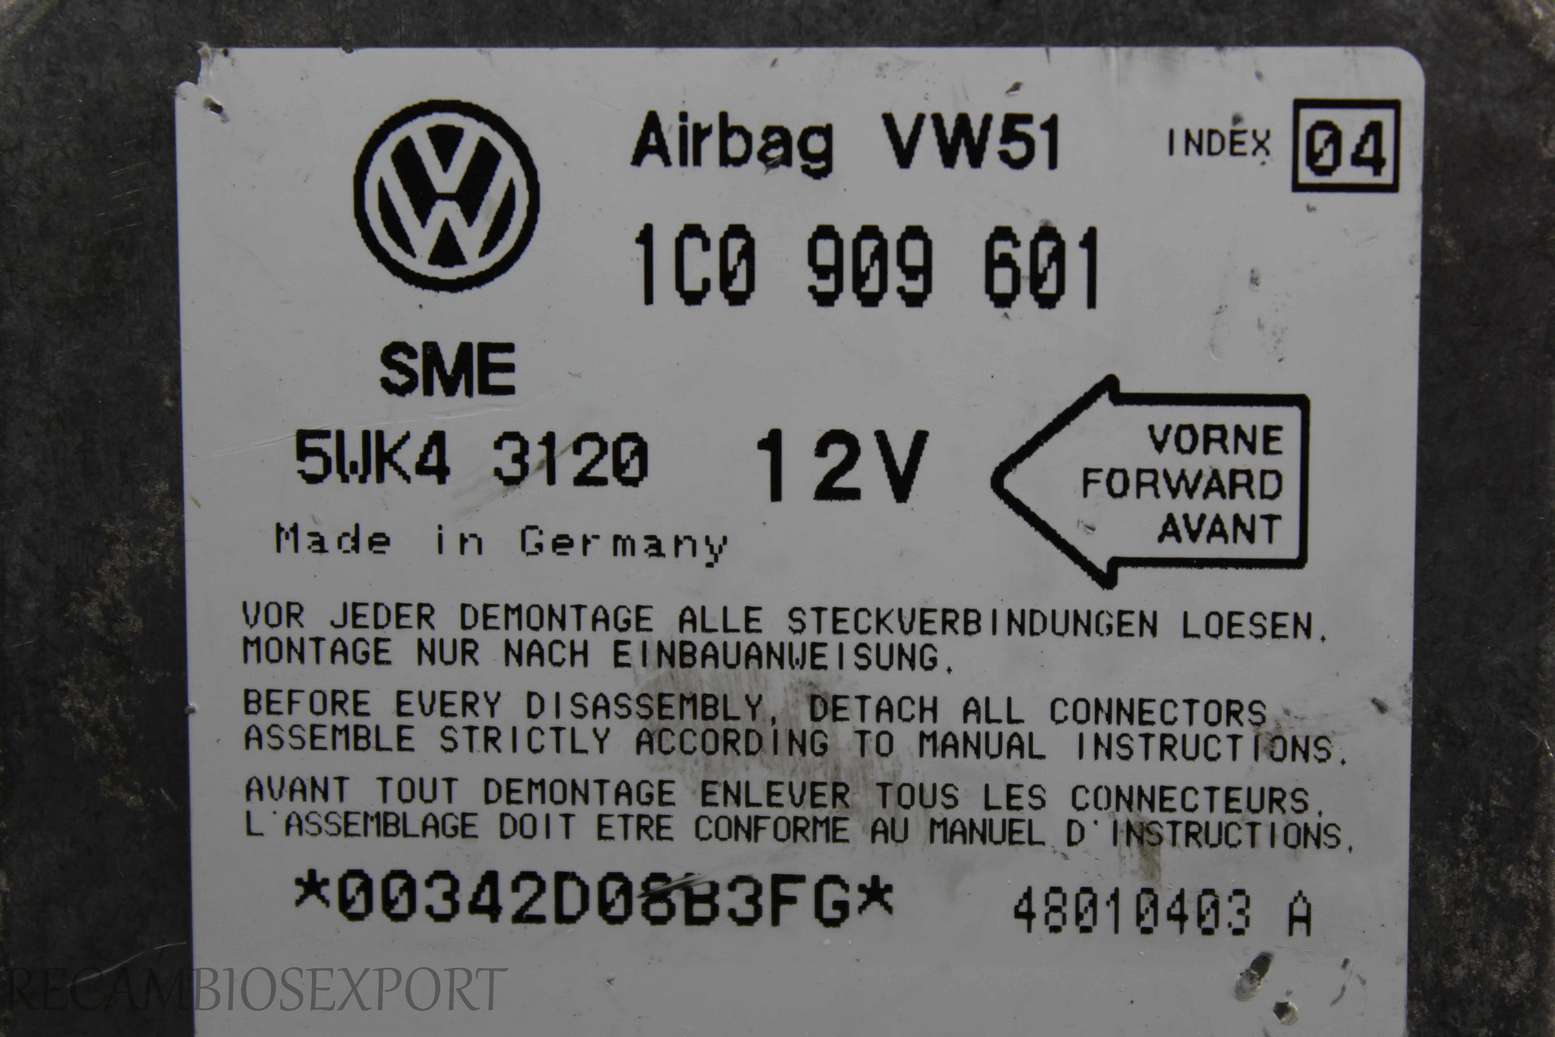 Airbag VW51 INDEX 04
1C0 909 601
SME
5WK4 3120 12V
VORNE
FORWARD
AVANT
Made in Germany
VOR JEDER DEMONTAGE ALLE STECKVERBINDUNGEN LOESEN.
MONTAGE NUR NACH EINBAUANWEISUNG.
BEFORE EVERY DISASSEMBLY, DETACH ALL CONNECTORS
ASSEMBLE STRICTLY ACCORDING TO MANUAL INSTRUCTIONS.
AVANT TOUT DEMONTAGE ENLEVER TOUS LES CONNECTEURS.
L'ASSEMBLAGE DOIT ETRE CONFORME AU MANUEL D'INSTRUCTIONS.
*00342D08B3FG* 48010403 A
RECAMBIOSEXPORT